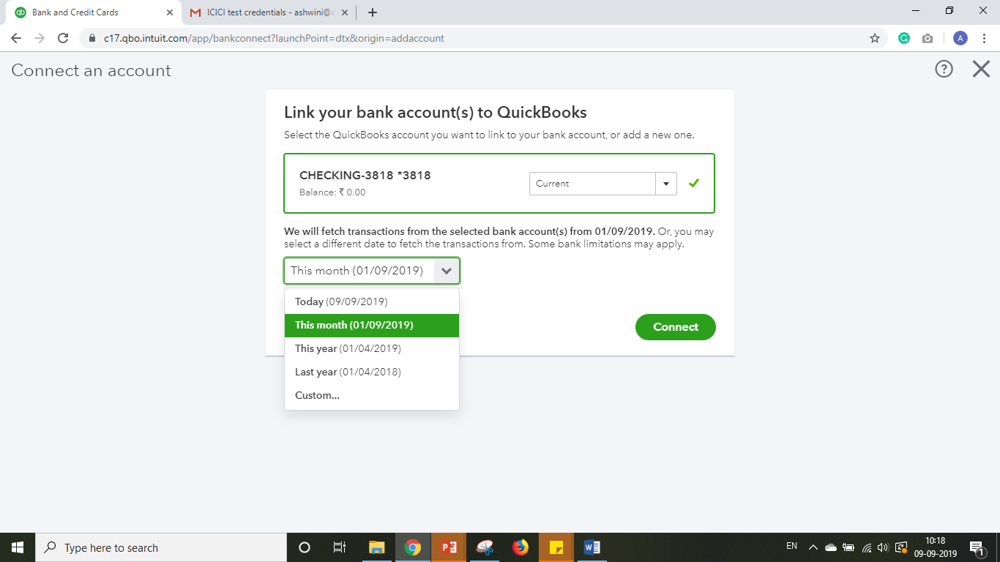 Bank and Credit Cards
ICICI test credentials - ashwini@
c17.qbo.intuit.com/app/bankconnect?launchPoint=dtx&origin=addaccount
A
Connect an account
Link your bank account(s) to QuickBooks
Select the QuickBooks account you want to link to your bank account, or add a new one.
CHECKING-3818 *3818
Current
Balance: ₹ 0.00
We will fetch transactions from the selected bank account(s) from 01/09/2019. Or, you may
select a different date to fetch the transactions from. Some bank limitations may apply.
This month (01/09/2019)
Today (09/09/2019)
This month (01/09/2019)
Connect
This year (01/04/2019)
Last year (01/04/2018)
Custom...
Type here to search
EN
10:18
09-09-2019
1